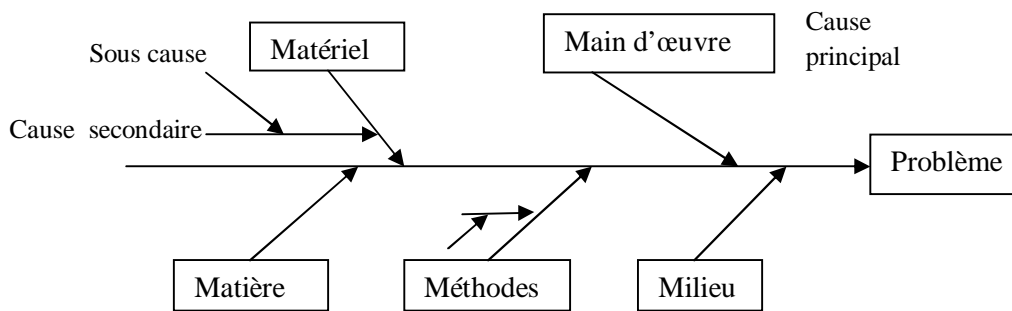 Cause
principal
Main d’œuvre
Matériel
Sous cause
Cause secondaire
Problème
Matière
Méthodes
Milieu